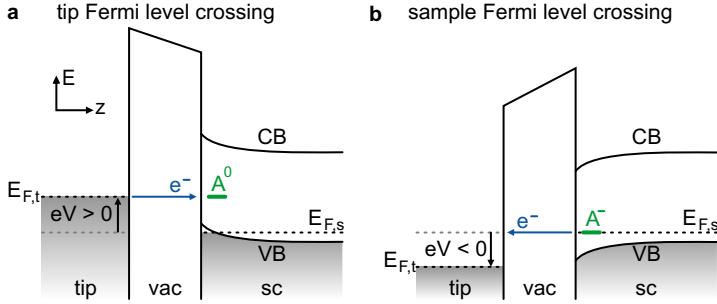 a tip Fermi level crossing
E
z
CB
E_F,t
e⁻
A⁰
eV > 0
E_F,s
VB
tip vac sc
b sample Fermi level crossing
CB
e⁻
A⁻
E_F,s
eV < 0
E_F,t
VB
tip vac sc